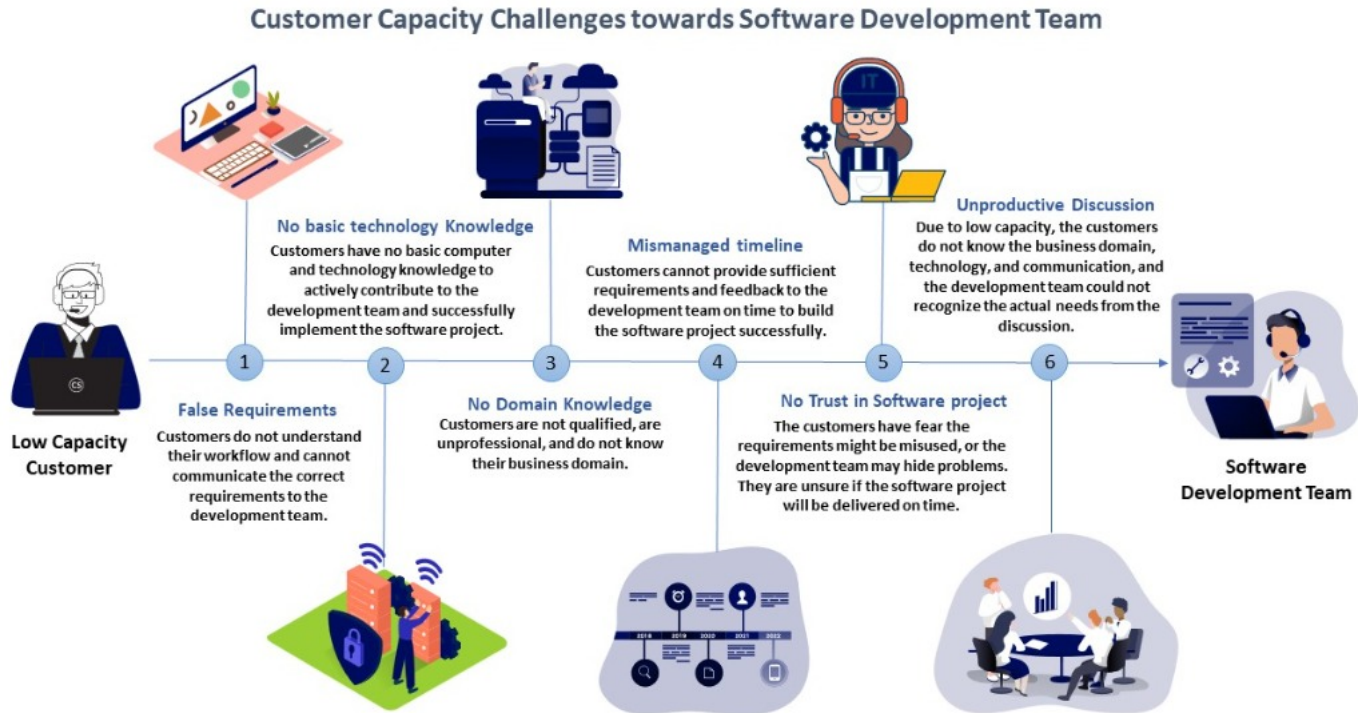 Customer Capacity Challenges towards Software Development Team
IT
No basic technology Knowledge
Customers have no basic computer
and technology knowledge to
actively contribute to the
development team and successfully
implement the software project.
Mismanaged timeline
Customers cannot provide sufficient
requirements and feedback to the
development team on time to build
the software project successfully.
Unproductive Discussion
Due to low capacity, the customers
do not know the business domain,
technology, and communication, and
the development team could not
recognize the actual needs from the
discussion.
CS
Low Capacity
Customer
1
2
3
4
5
6
Software
Development Team
False Requirements
Customers do not understand
their workflow and cannot
communicate the correct
requirements to the
development team.
No Domain Knowledge
Customers are not qualified, are
unprofessional, and do not know
their business domain.
No Trust in Software project
The customers have fear the
requirements might be misused, or the
development team may hide problems.
They are unsure if the software project
will be delivered on time.
2018 2019 2020 2021 2022